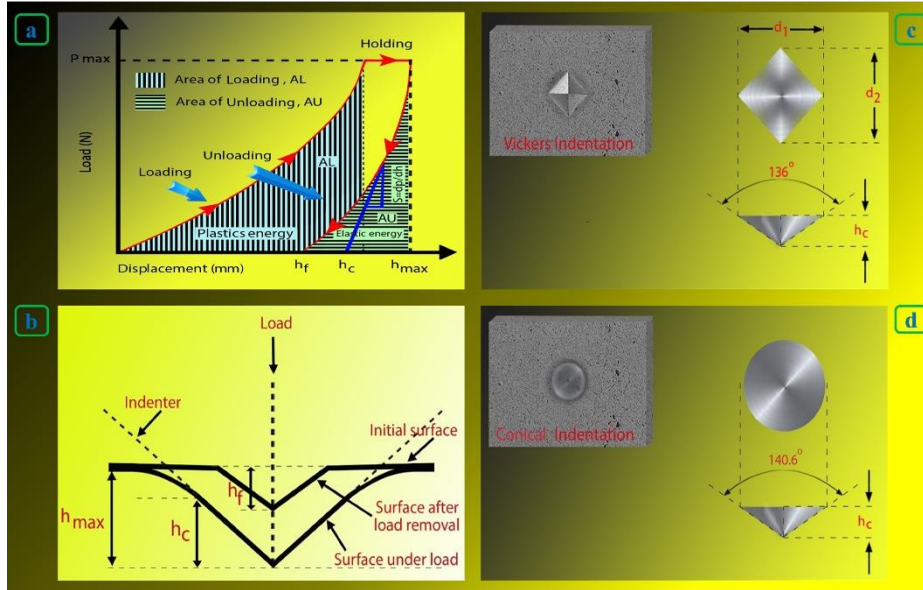 a
Holding
P max
Area of Loading , AL
Area of Unloading , AU
Load (N)
Unloading
Loading
AL
S=dp/dh
AU
Plastics energy
Elastic energy
Displacement (mm)
hf
hc
hmax
b
Load
Indenter
Initial surface
hf
hmax
hc
Surface after
load removal
Surface under load
c
d1
d2
Vickers Indentation
136°
hc
d
Conical Indentation
140.6°
hc